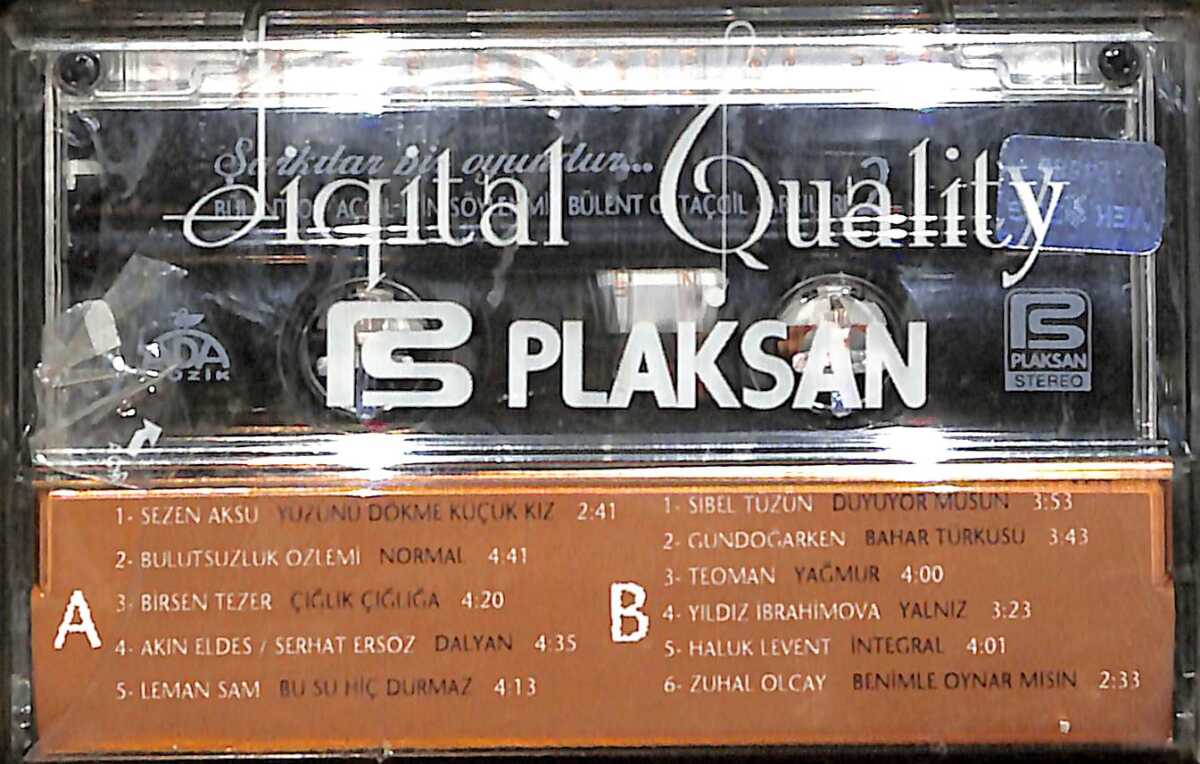 Şarkılar bir oyundur...
digital Quality
BÜLENT ORTAÇGİL
PLAKSAN
ADA
MÜZİK
PLAKSAN
STEREO
A
1- SEZEN AKSU YÜZÜNÜ DÖKME KÜÇÜK KIZ 2:41
2- BULUTSUZLUK ÖZLEMİ NORMAL 4.41
3- BİRSEN TEZER ÇIĞLIK ÇIĞLIĞA 4:20
4- AKIN ELDES / SERHAT ERSÖZ DALYAN 4:35
5- LEMAN SAM BU SU HİÇ DURMAZ 4:13
B
1- SİBEL TÜZÜN DUYUYOR MUSUN 3:53
2- GÜNDOĞARKEN BAHAR TÜRKÜSÜ 3:43
3- TEOMAN YAĞMUR 4:00
4- YILDIZ İBRAHİMOVA YALNIZ 3:23
5- HALUK LEVENT İNTEGRAL 4:01
6- ZUHAL OLCAY BENİMLE OYNAR MISIN 2:33